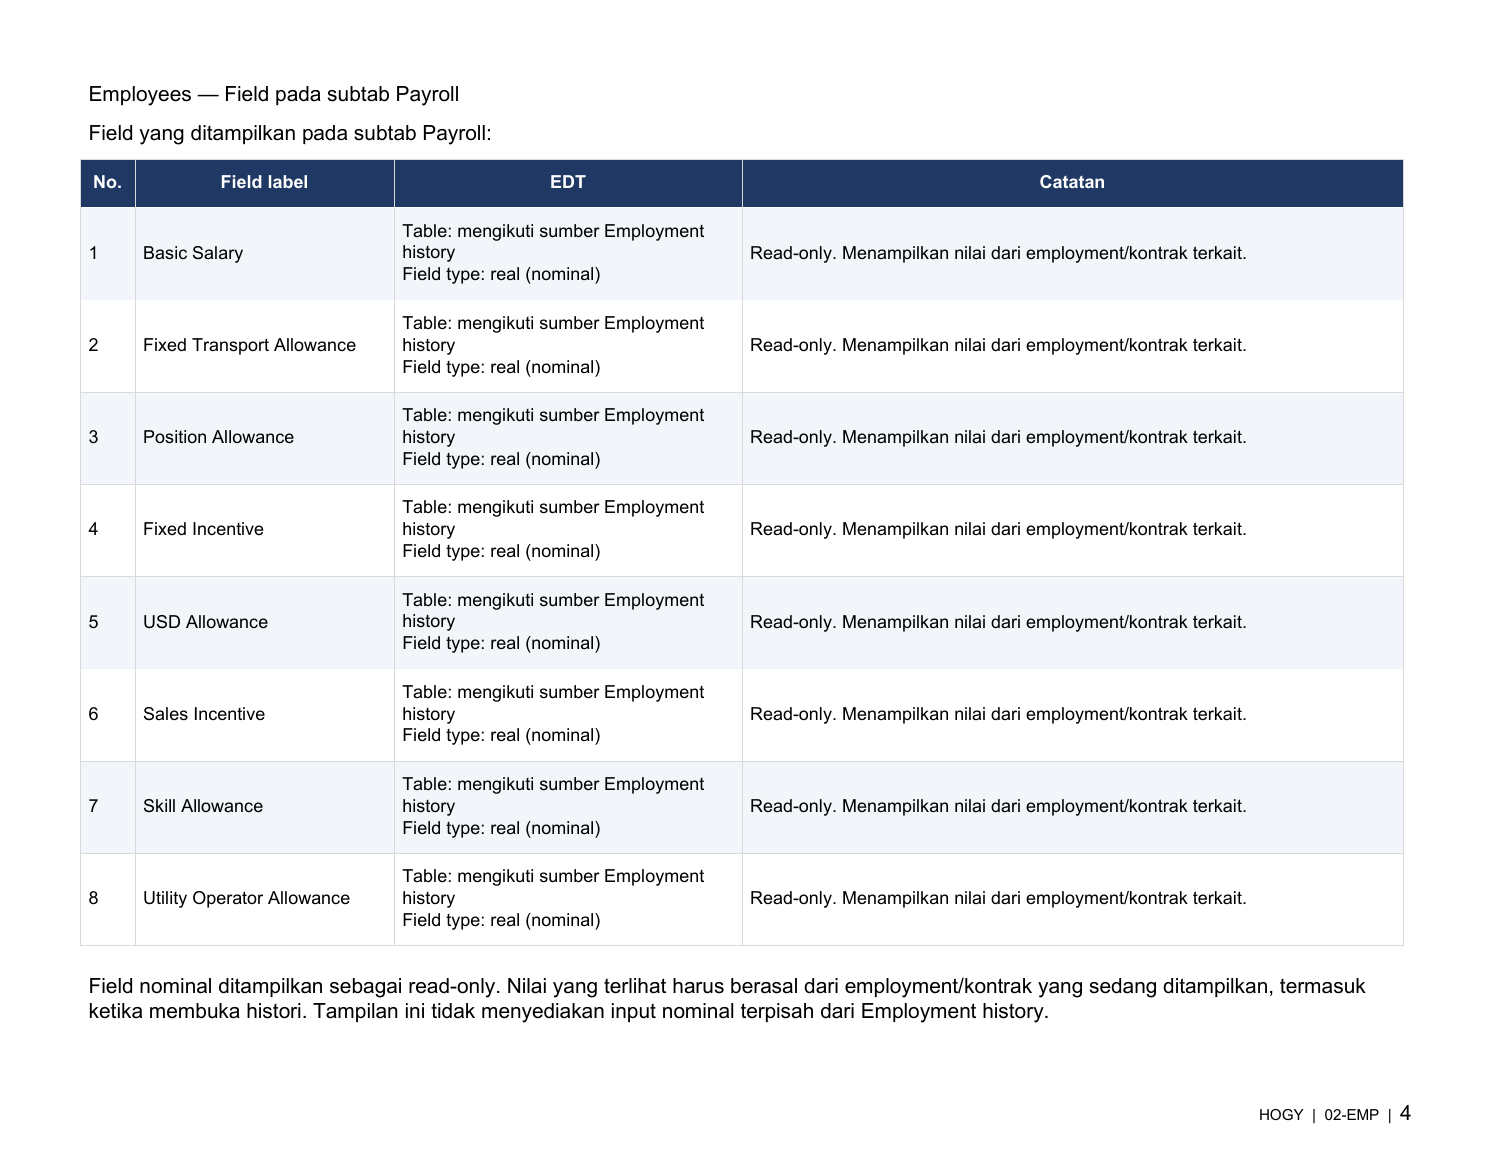 Employees — Field pada subtab Payroll
Field yang ditampilkan pada subtab Payroll:
No. Field label EDT Catatan
1 Basic Salary Table: mengikuti sumber Employment
history
Field type: real (nominal) Read-only. Menampilkan nilai dari employment/kontrak terkait.
2 Fixed Transport Allowance Table: mengikuti sumber Employment
history
Field type: real (nominal) Read-only. Menampilkan nilai dari employment/kontrak terkait.
3 Position Allowance Table: mengikuti sumber Employment
history
Field type: real (nominal) Read-only. Menampilkan nilai dari employment/kontrak terkait.
4 Fixed Incentive Table: mengikuti sumber Employment
history
Field type: real (nominal) Read-only. Menampilkan nilai dari employment/kontrak terkait.
5 USD Allowance Table: mengikuti sumber Employment
history
Field type: real (nominal) Read-only. Menampilkan nilai dari employment/kontrak terkait.
6 Sales Incentive Table: mengikuti sumber Employment
history
Field type: real (nominal) Read-only. Menampilkan nilai dari employment/kontrak terkait.
7 Skill Allowance Table: mengikuti sumber Employment
history
Field type: real (nominal) Read-only. Menampilkan nilai dari employment/kontrak terkait.
8 Utility Operator Allowance Table: mengikuti sumber Employment
history
Field type: real (nominal) Read-only. Menampilkan nilai dari employment/kontrak terkait.
Field nominal ditampilkan sebagai read-only. Nilai yang terlihat harus berasal dari employment/kontrak yang sedang ditampilkan, termasuk
ketika membuka histori. Tampilan ini tidak menyediakan input nominal terpisah dari Employment history.
HOGY | 02-EMP | 4